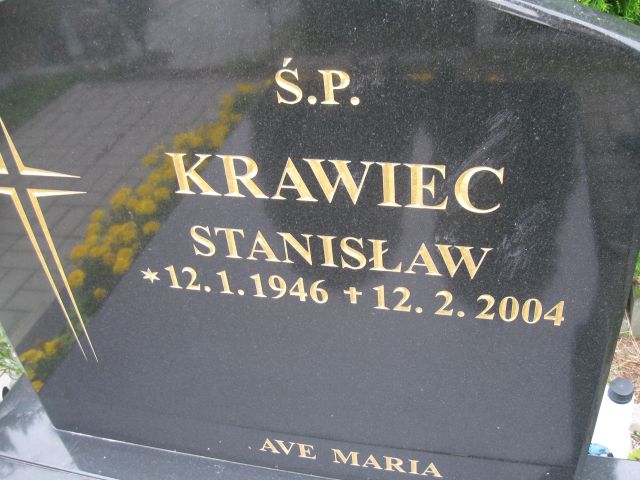 Ś.P.
KRAWIEC
STANISŁAW
* 12.1.1946 ✝ 12.2.2004
AVE MARIA